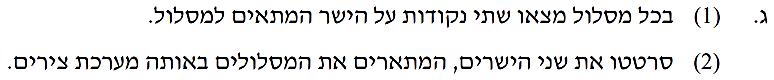 ג. (1) בכל מסלול מצאו שתי נקודות על הישר המתאים למסלול.
(2) סרטטו את שני הישרים, המתארים את המסלולים באותה מערכת צירים.